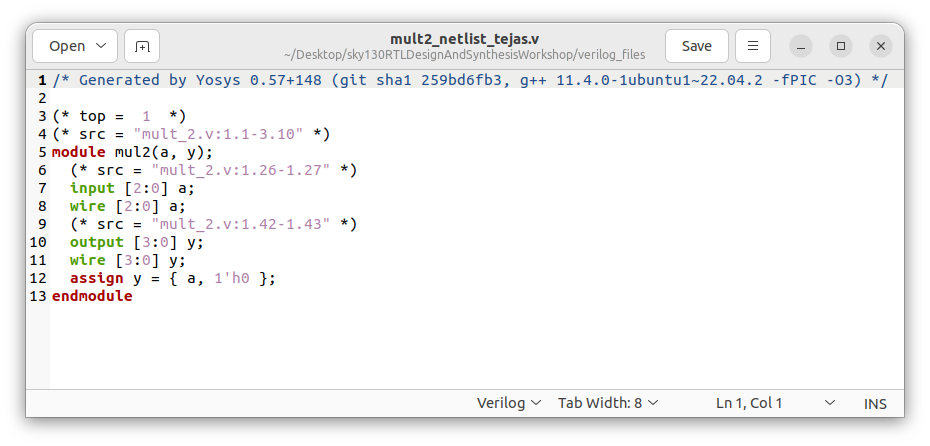 Open
mult2_netlist_tejas.v
~/Desktop/sky130RTLDesignAndSynthesisWorkshop/verilog_files
Save
1 /* Generated by Yosys 0.57+148 (git sha1 259bd6fb3, g++ 11.4.0-1ubuntu1~22.04.2 -fPIC -O3) */
2
3 (* top =  1  *)
4 (* src = "mult_2.v:1.1-3.10" *)
5 module mul2(a, y);
6   (* src = "mult_2.v:1.26-1.27" *)
7   input [2:0] a;
8   wire [2:0] a;
9   (* src = "mult_2.v:1.42-1.43" *)
10   output [3:0] y;
11   wire [3:0] y;
12   assign y = { a, 1'h0 };
13 endmodule
Verilog Tab Width: 8 Ln 1, Col 1 INS